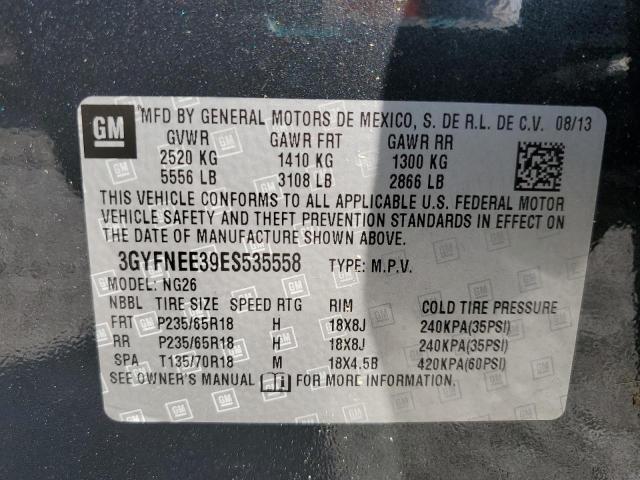 GM
MFD BY GENERAL MOTORS DE MEXICO, S. DE R.L. DE C.V. 08/13
GVWR GAWR FRT GAWR RR
2520 KG 1410 KG 1300 KG
5556 LB 3108 LB 2866 LB
THIS VEHICLE CONFORMS TO ALL APPLICABLE U.S. FEDERAL MOTOR
VEHICLE SAFETY AND THEFT PREVENTION STANDARDS IN EFFECT ON
THE DATE OF MANUFACTURE SHOWN ABOVE.
3GYFNEE39ES535558 TYPE: M.P.V.
MODEL: NG26
NBBL TIRE SIZE SPEED RTG RIM COLD TIRE PRESSURE
FRT P235/65R18 H 18X8J 240KPA(35PSI)
RR P235/65R18 H 18X8J 240KPA(35PSI)
SPA T135/70R18 M 18X4.5B 420KPA(60PSI)
SEE OWNER'S MANUAL FOR MORE INFORMATION.